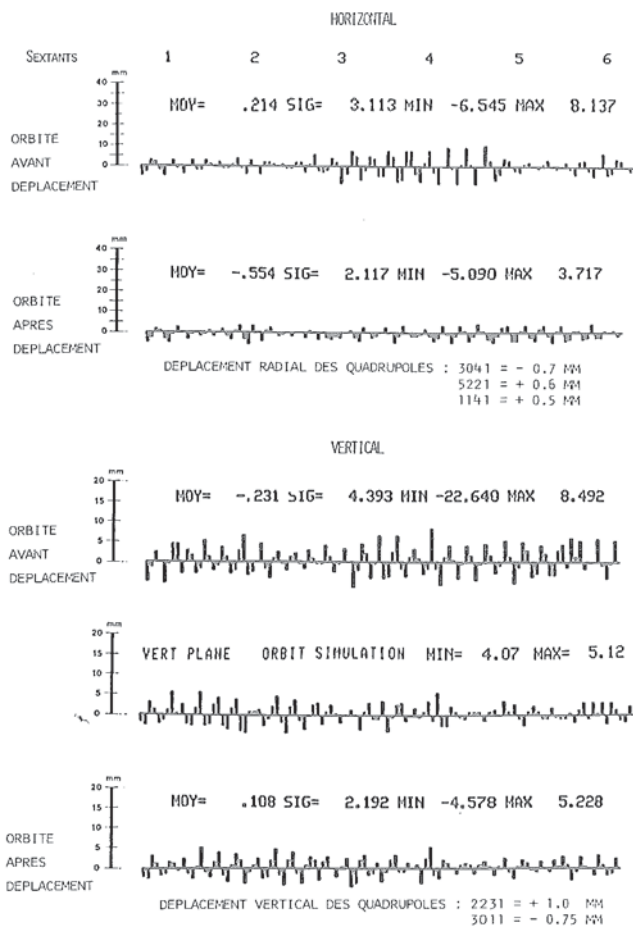 HORIZONTAL
SEXTANTS 1 2 3 4 5 6
mm
40
30
20
10
0
MOY= .214 SIG= 3.113 MIN -6.545 MAX 8.137
ORBITE
AVANT
DEPLACEMENT
mm
40
30
20
10
0
MOY= -.554 SIG= 2.117 MIN -5.090 MAX 3.717
ORBITE
APRES
DEPLACEMENT
DEPLACEMENT RADIAL DES QUADRUPOLES : 3041 = - 0.7 MM
5221 = + 0.6 MM
1141 = + 0.5 MM
VERTICAL
mm
20
15
10
5
0
MOY= -.231 SIG= 4.393 MIN -22.640 MAX 8.492
ORBITE
AVANT
DEPLACEMENT
mm
20
15
10
5
0
VERT PLANE ORBIT SIMULATION MIN= 4.07 MAX= 5.12
mm
20
15
10
5
0
MOY= .108 SIG= 2.192 MIN -4.578 MAX 5.228
ORBITE
APRES
DEPLACEMENT
DEPLACEMENT VERTICAL DES QUADRUPOLES : 2231 = + 1.0 MM
3011 = - 0.75 MM